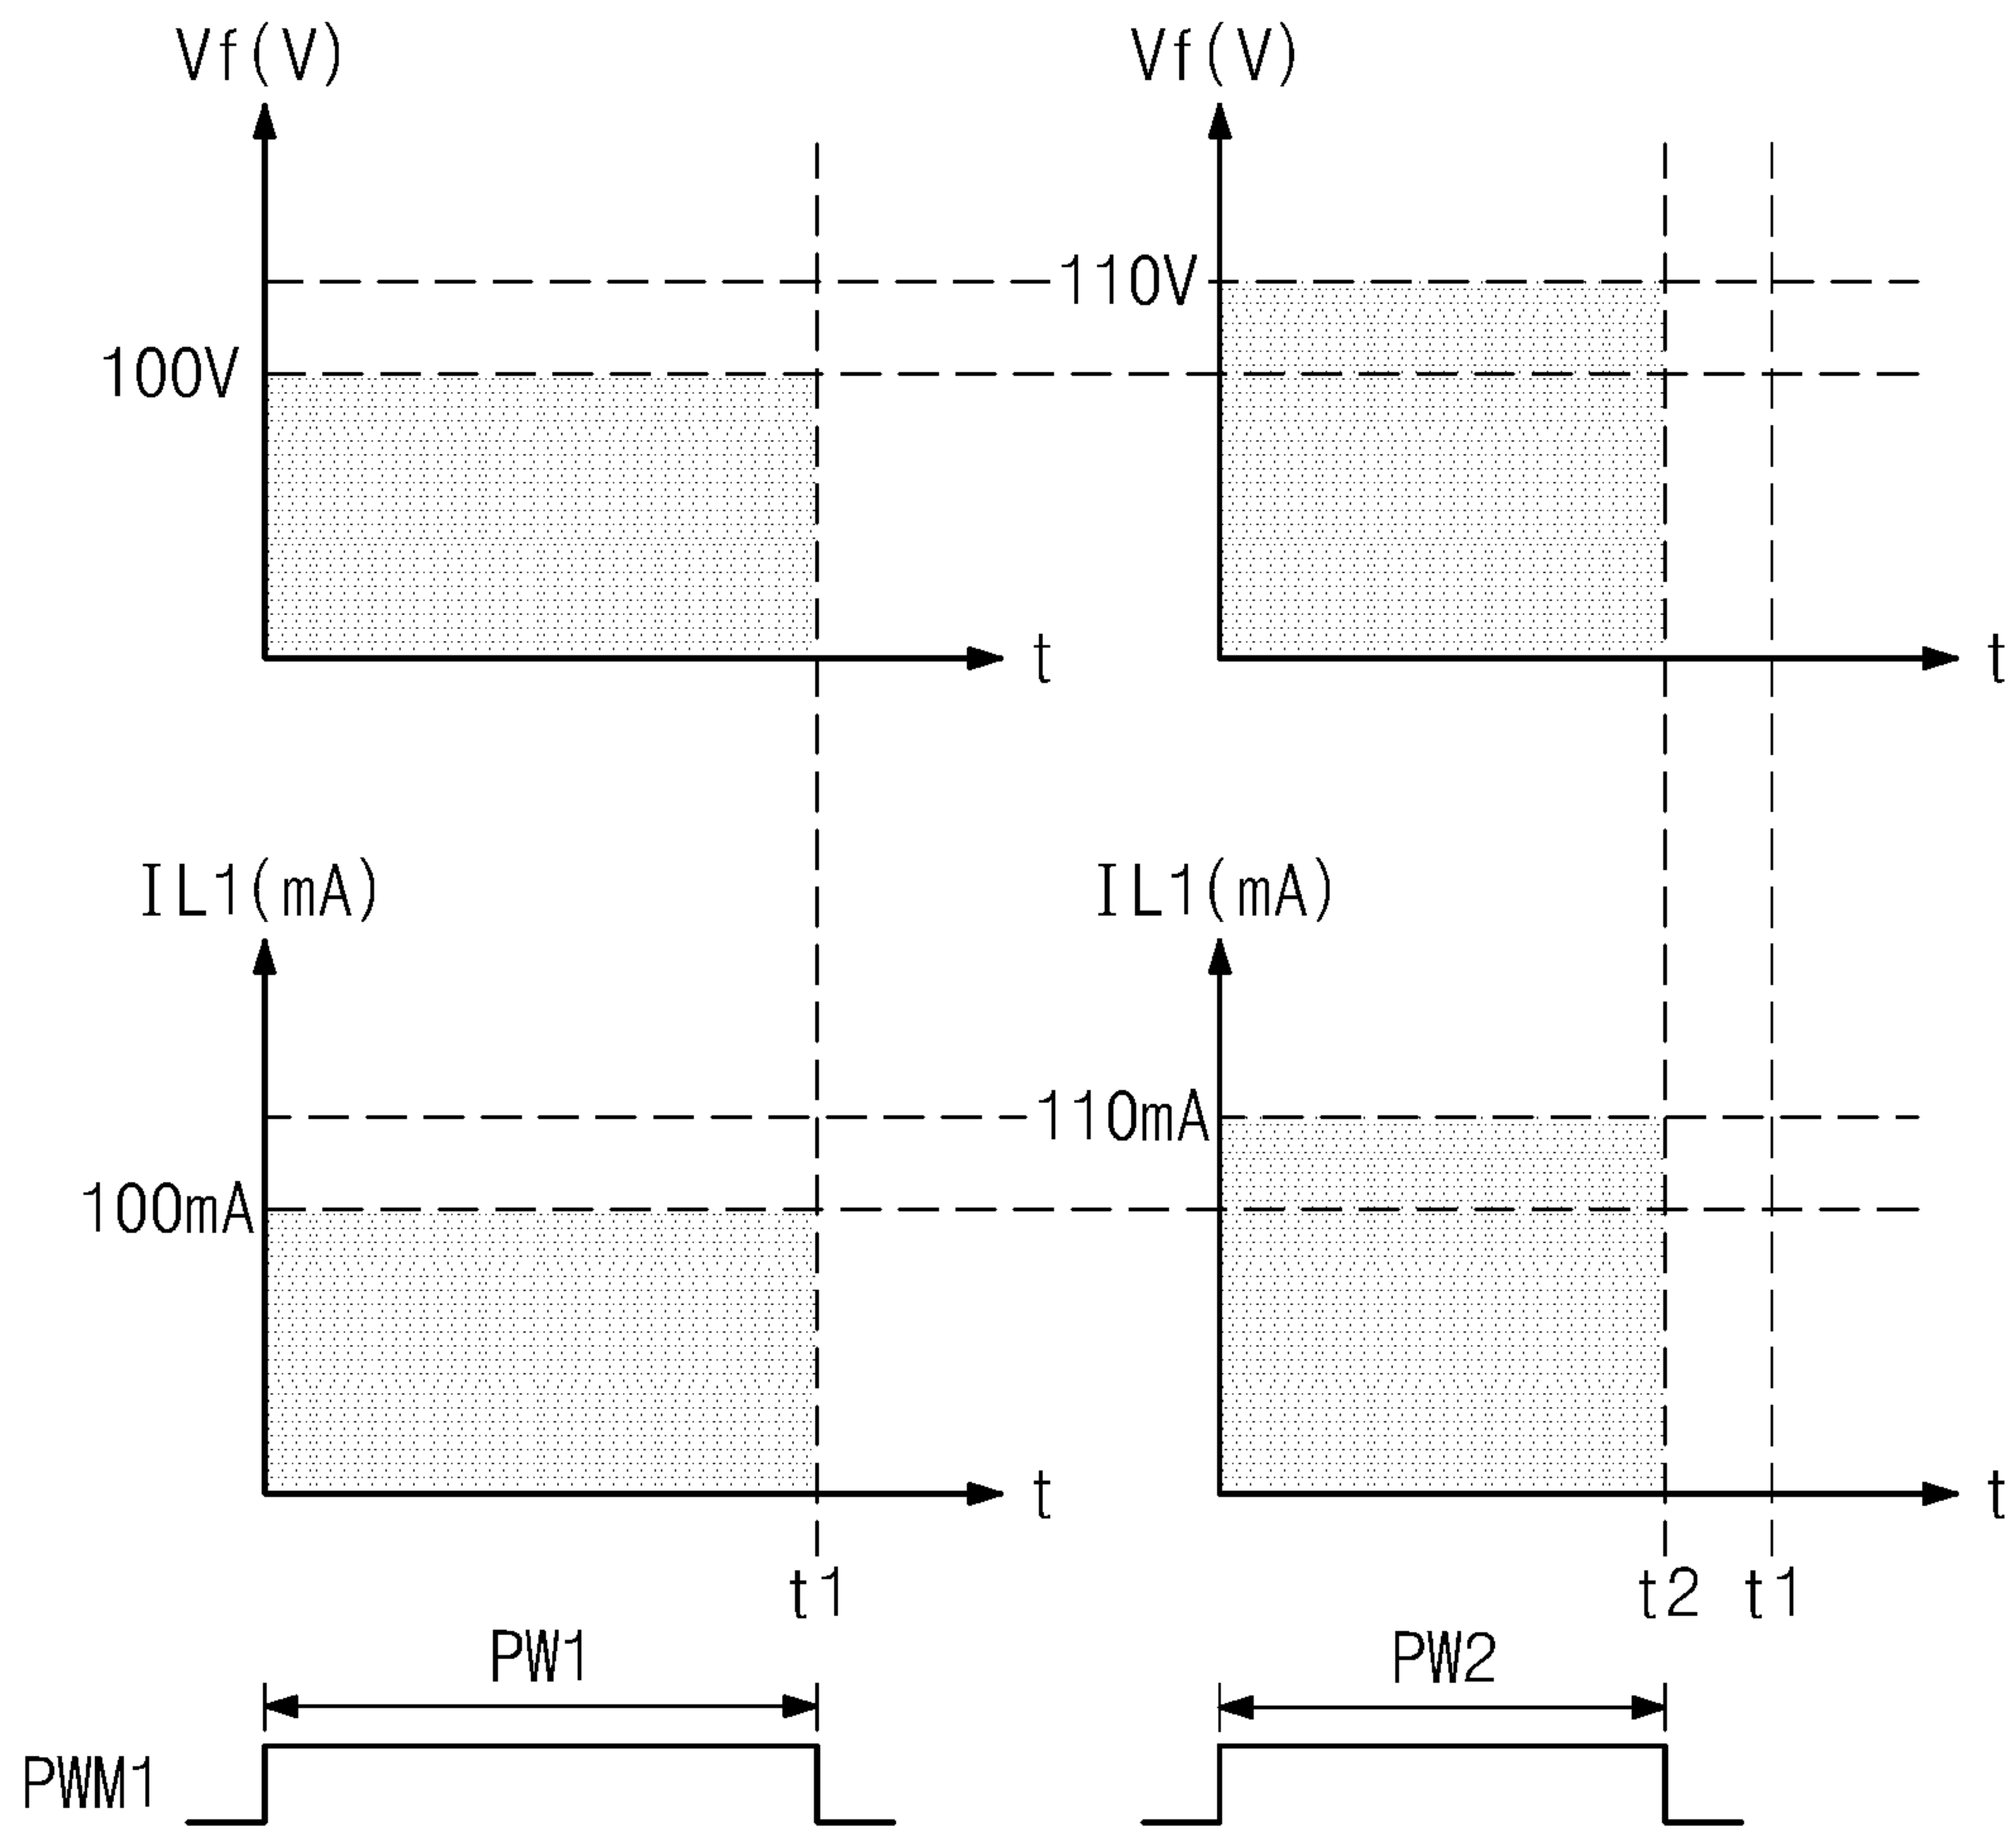 Vf(V) Vf(V)
110V
100V
t t
IL1(mA) IL1(mA)
110mA
100mA
t t
t1 t2 t1
PW1 PW2
PWM1